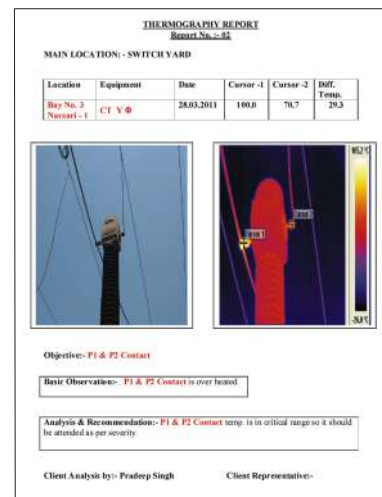 THERMOGRAPHY REPORT
Report No. :- 02
MAIN LOCATION: - SWITCH YARD
Location Equipment Date Cursor -1 Cursor -2 Diff. Temp.
Bay No. 3 Navsari - 1 CT Y Φ 28.03.2013 100.0 70.7 29.3
Cursor 1
Objective:- P1 & P2 Contact
Basic Observation:- . P1 & P2 Contact is over heated
Analysis & Recommendation:- P1 & P2 Contact temp. is in critical range so it should
be attended as per severity.
Client Analysis by:- Pradeep Singh Client Representative:-